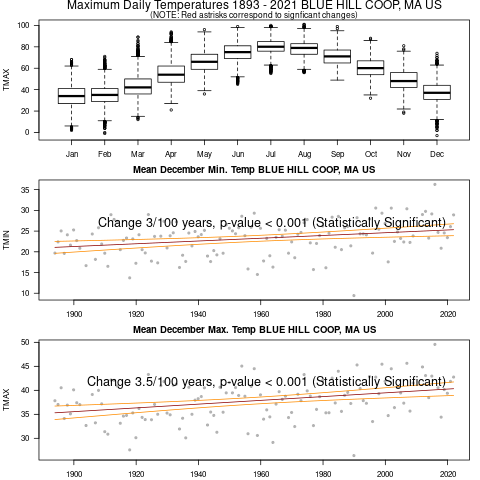 Maximum Daily Temperatures 1893 - 2021 BLUE HILL COOP, MA US
(NOTE: Red astriks correspond to signficant changes)
TMAX
100
80
60
40
20
0
Jan Feb Mar Apr May Jun Jul Aug Sep Oct Nov Dec
Mean December Min. Temp BLUE HILL COOP, MA US
TMIN
35
30
25
20
15
10
Change 3/100 years, p-value < 0.001 (Statistically Significant)
1900 1920 1940 1960 1980 2000 2020
Mean December Max. Temp BLUE HILL COOP, MA US
TMAX
50
45
40
35
30
Change 3.5/100 years, p-value < 0.001 (Statistically Significant)
1900 1920 1940 1960 1980 2000 2020